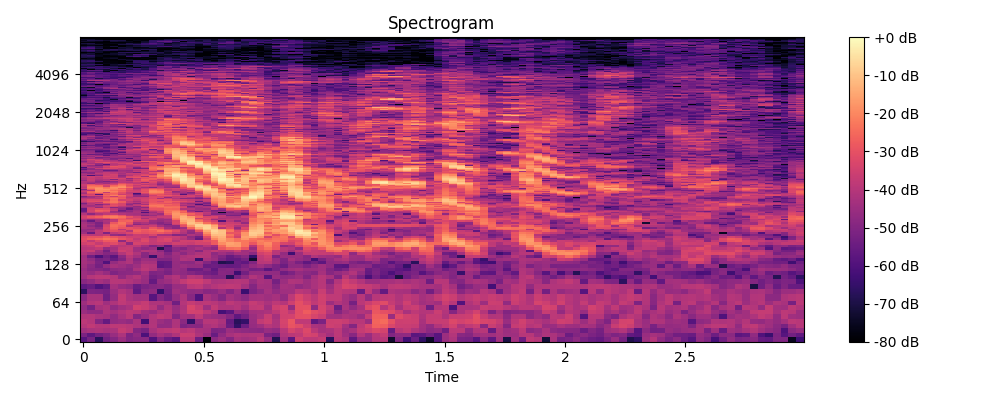 Spectrogram
Hz
4096
2048
1024
512
256
128
64
0
0
0.5
1
1.5
2
2.5
Time
+0 dB
-10 dB
-20 dB
-30 dB
-40 dB
-50 dB
-60 dB
-70 dB
-80 dB